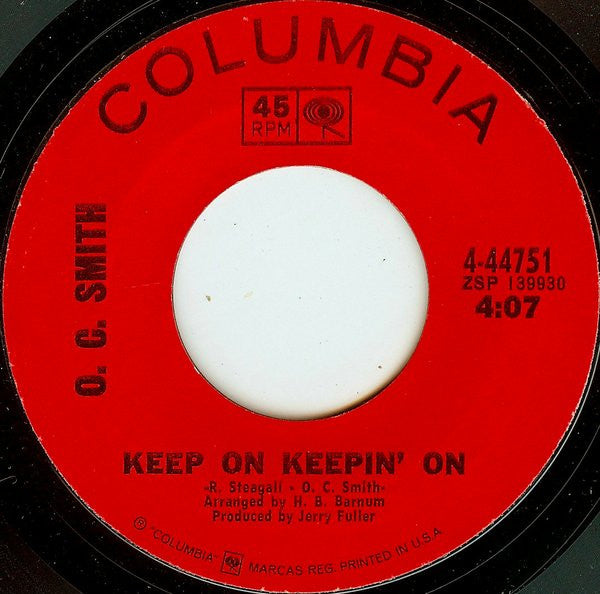 COLUMBIA
45
RPM
O. C. SMITH
4-44751
ZSP 139930
4:07
KEEP ON KEEPIN' ON
-R. Steagall - O. C. Smith-
Arranged by H. B. Barnum
Produced by Jerry Fuller
℗ "COLUMBIA" MARCAS REG. PRINTED IN U.S.A